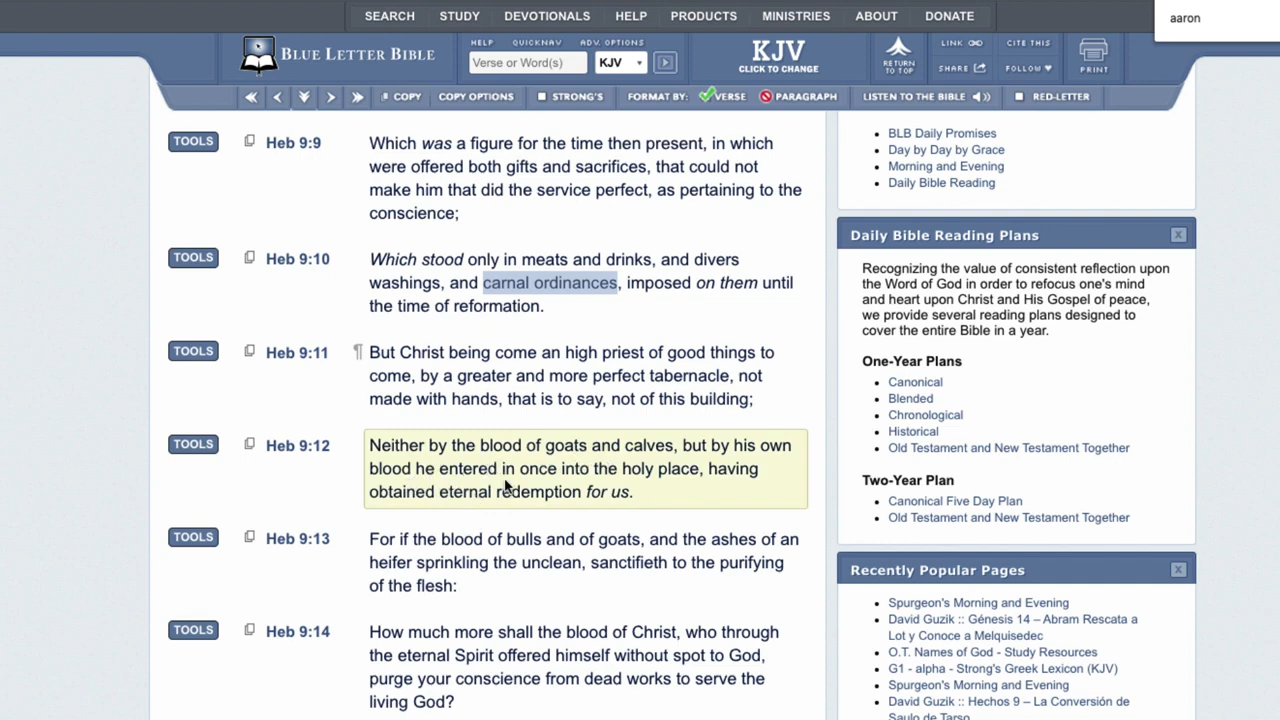 SEARCH STUDY DEVOTIONALS HELP PRODUCTS MINISTRIES ABOUT DONATE
aaron
BLUE LETTER BIBLE
HELP QUICKNAV ADV. OPTIONS
Verse or Word(s) KJV
KJV
CLICK TO CHANGE
RETURN
TO TOP
LINK CITE THIS
SHARE FOLLOW
PRINT
COPY COPY OPTIONS STRONG'S FORMAT BY: VERSE PARAGRAPH LISTEN TO THE BIBLE RED-LETTER
TOOLS Heb 9:9 Which was a figure for the time then present, in which
were offered both gifts and sacrifices, that could not
make him that did the service perfect, as pertaining to the
conscience;
TOOLS Heb 9:10 Which stood only in meats and drinks, and divers
washings, and carnal ordinances, imposed on them until
the time of reformation.
TOOLS Heb 9:11 ¶ But Christ being come an high priest of good things to
come, by a greater and more perfect tabernacle, not
made with hands, that is to say, not of this building;
TOOLS Heb 9:12 Neither by the blood of goats and calves, but by his own
blood he entered in once into the holy place, having
obtained eternal redemption for us.
TOOLS Heb 9:13 For if the blood of bulls and of goats, and the ashes of an
heifer sprinkling the unclean, sanctifieth to the purifying
of the flesh:
TOOLS Heb 9:14 How much more shall the blood of Christ, who through
the eternal Spirit offered himself without spot to God,
purge your conscience from dead works to serve the
living God?
BLB Daily Promises
Day by Day by Grace
Morning and Evening
Daily Bible Reading
Daily Bible Reading Plans
Recognizing the value of consistent reflection upon
the Word of God in order to refocus one's mind
and heart upon Christ and His Gospel of peace,
we provide several reading plans designed to
cover the entire Bible in a year.
One-Year Plans
Canonical
Blended
Chronological
Historical
Old Testament and New Testament Together
Two-Year Plan
Canonical Five Day Plan
Old Testament and New Testament Together
Recently Popular Pages
Spurgeon's Morning and Evening
David Guzik :: Génesis 14 – Abram Rescata a
Lot y Conoce a Melquisedec
O.T. Names of God - Study Resources
G1 - alpha - Strong's Greek Lexicon (KJV)
Spurgeon's Morning and Evening
David Guzik :: Hechos 9 – La Conversión de
Saulo de Tarso